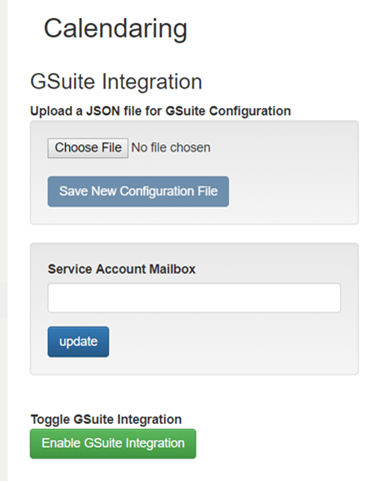 Calendaring
GSuite Integration
Upload a JSON file for GSuite Configuration
Choose File No file chosen
Save New Configuration File
Service Account Mailbox
update
Toggle GSuite Integration
Enable GSuite Integration